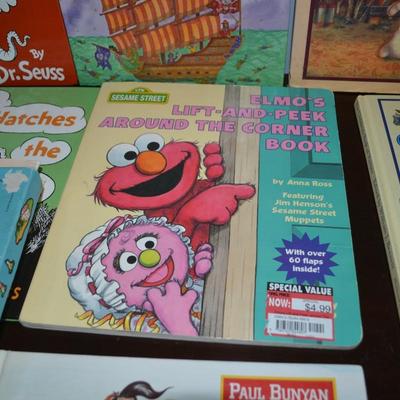 By
Dr. Seuss
Hatches
the
SESAME STREET
ELMO'S
LIFT-AND-PEEK
AROUND THE CORNER
BOOK
by Anna Ross
Featuring
Jim Henson's
Sesame Street
Muppets
With over
60 flaps
inside!
SPECIAL VALUE
NOW:
$4.99
PAUL BUNYAN